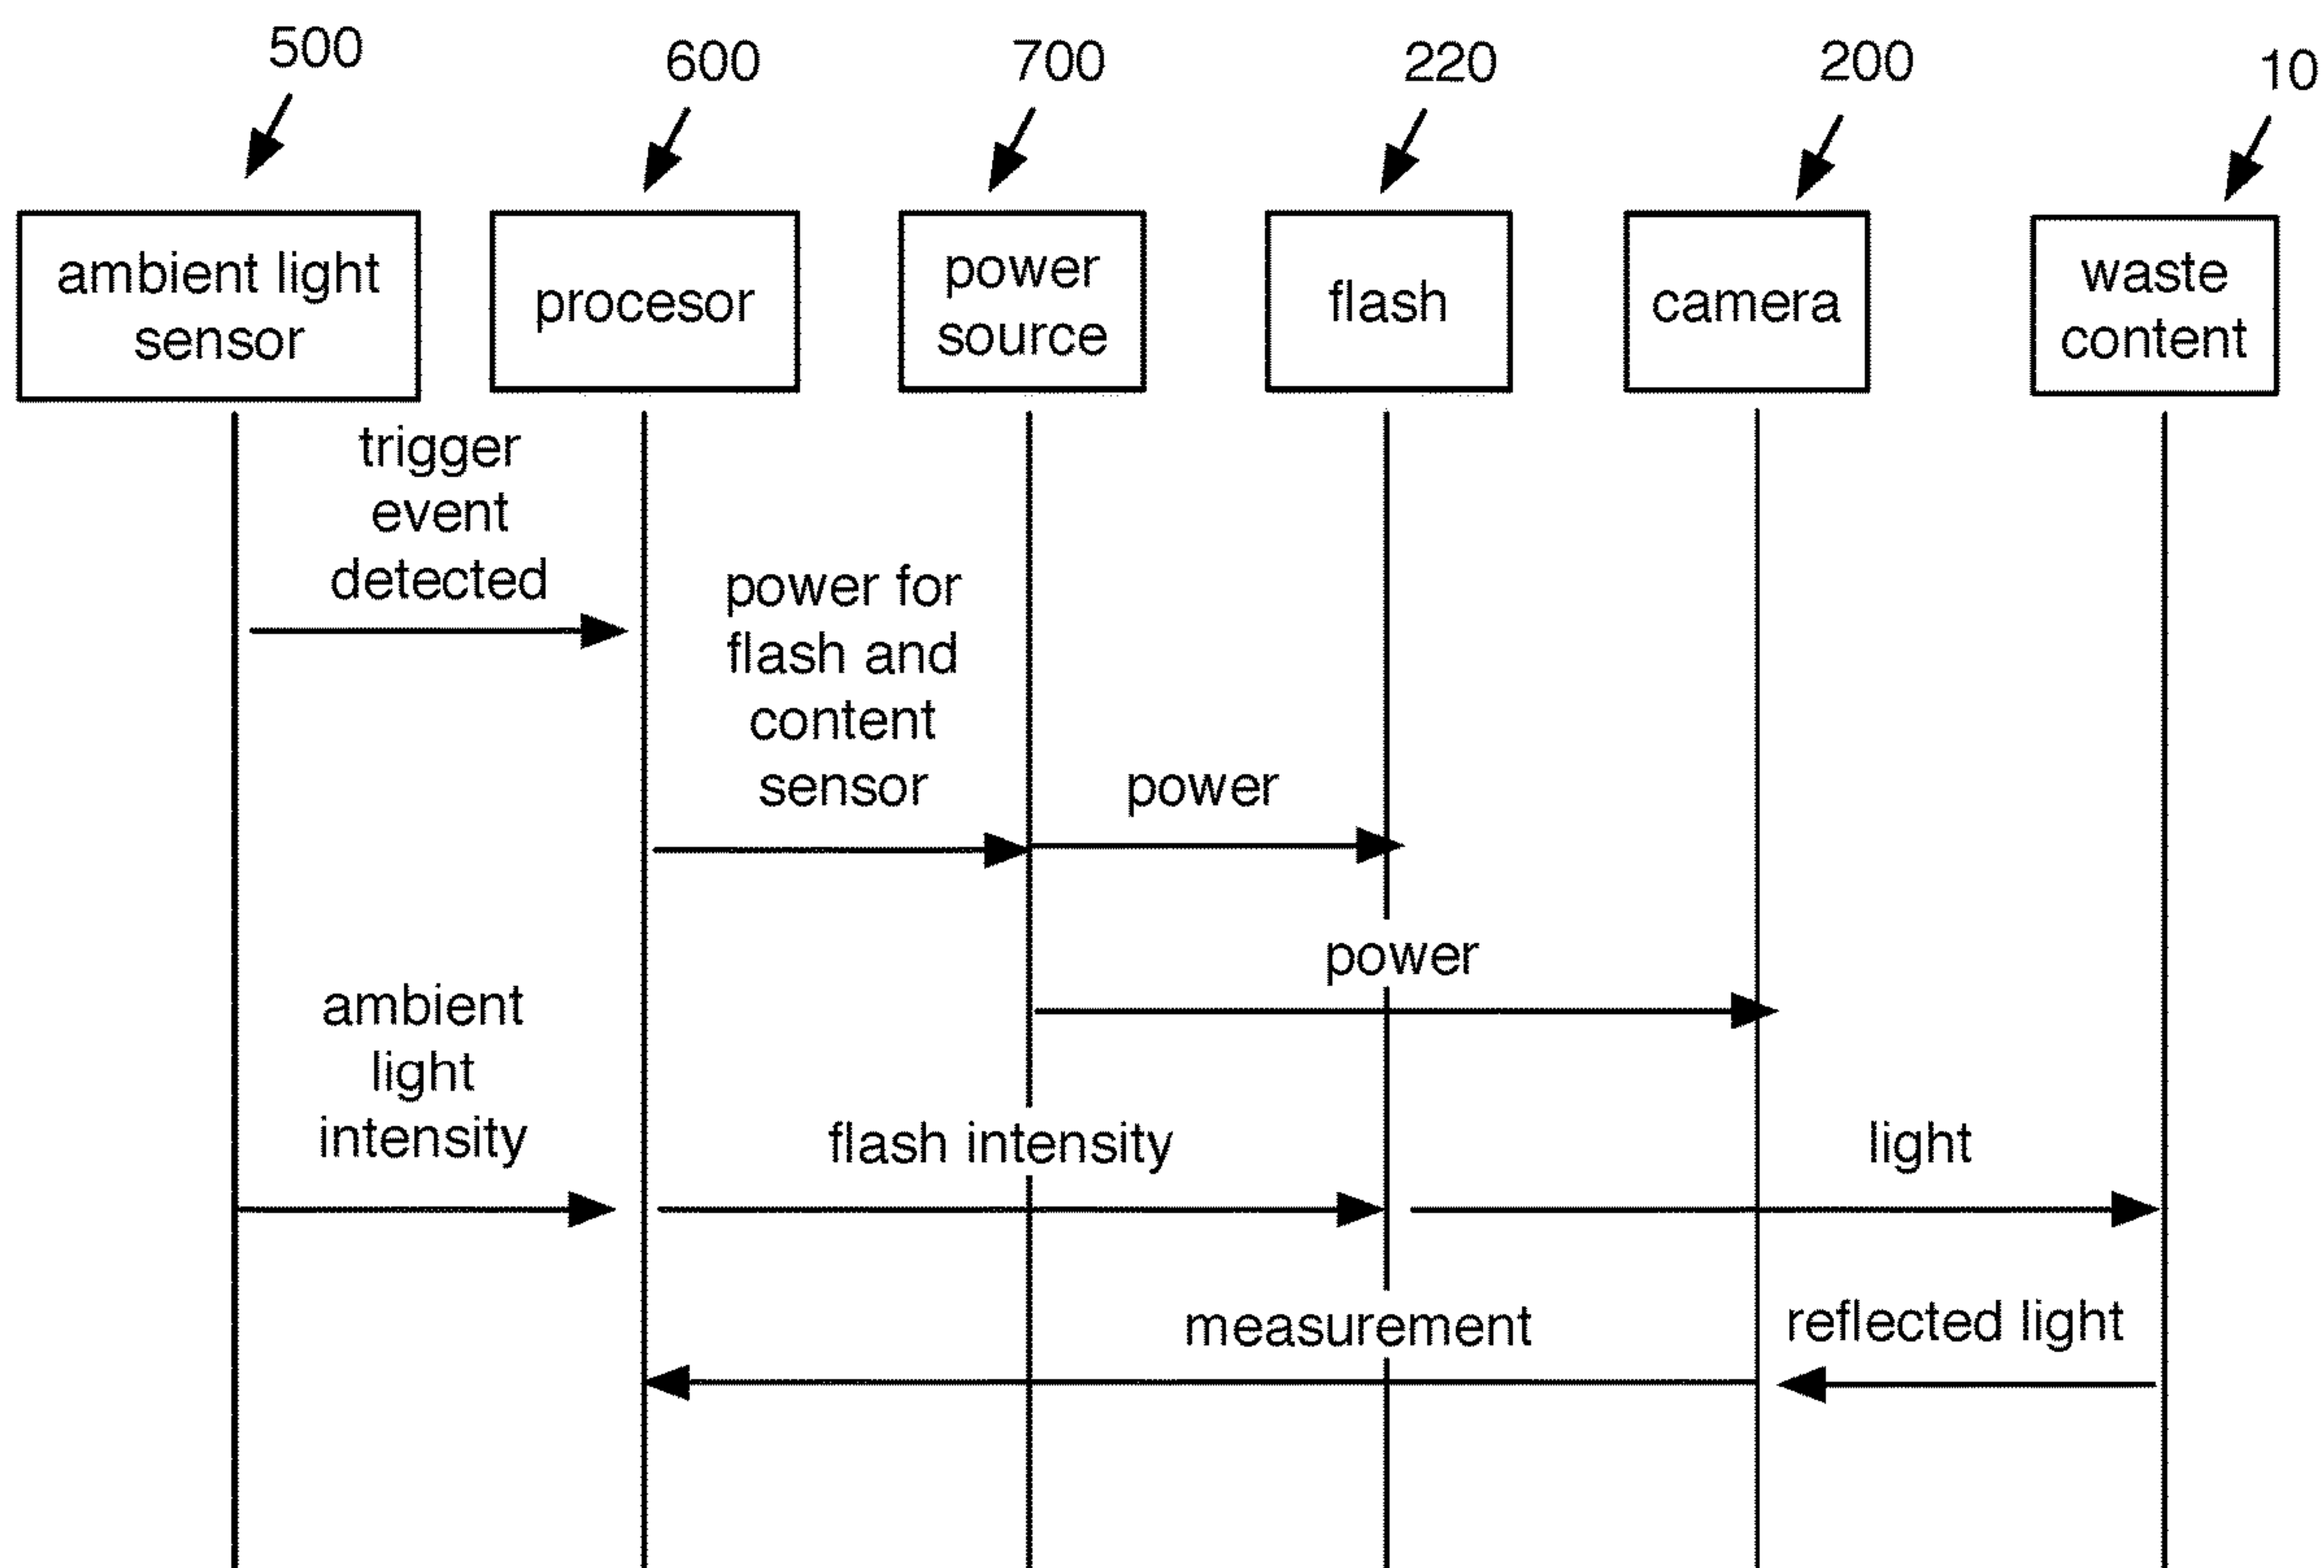 500
600
700
220
200
10
ambient light
sensor
procesor
power
source
flash
camera
waste
content
trigger
event
detected
power for
flash and
content
sensor
power
power
ambient
light
intensity
flash intensity
light
measurement
reflected light